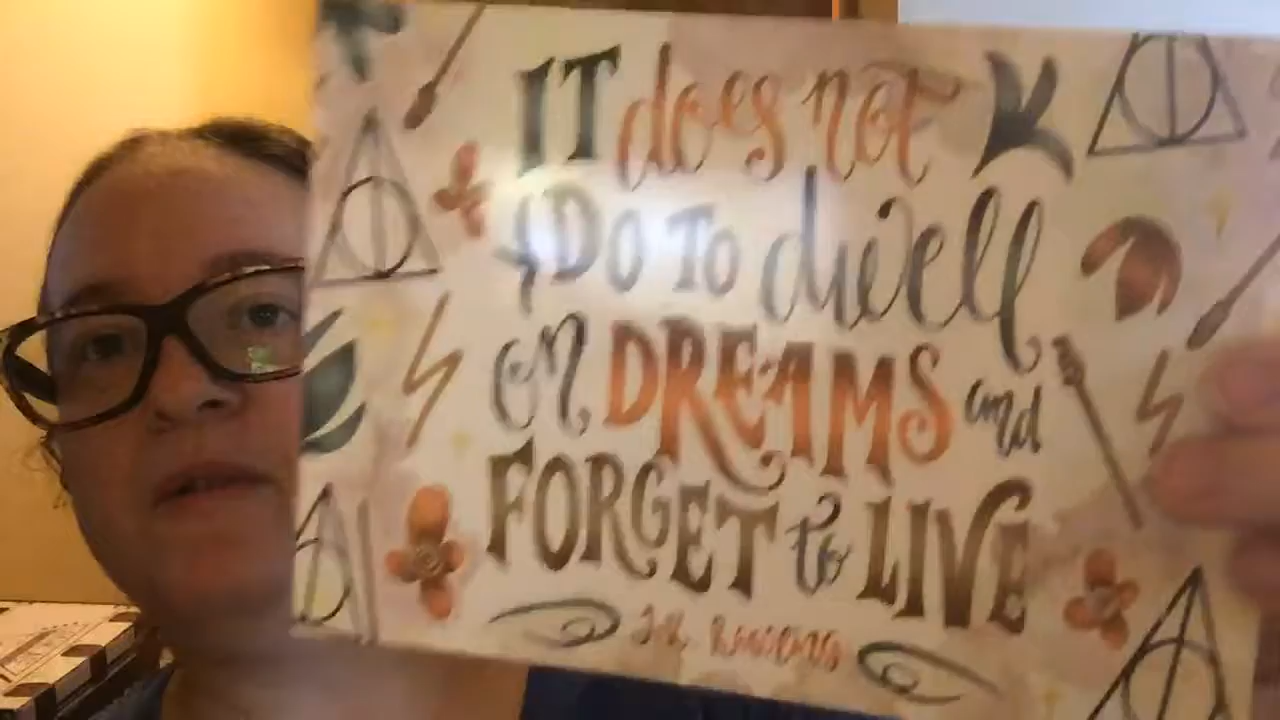 IT does not
DO TO dwell
on DREAMS and
FORGET to LIVE
J.K. ROWLING